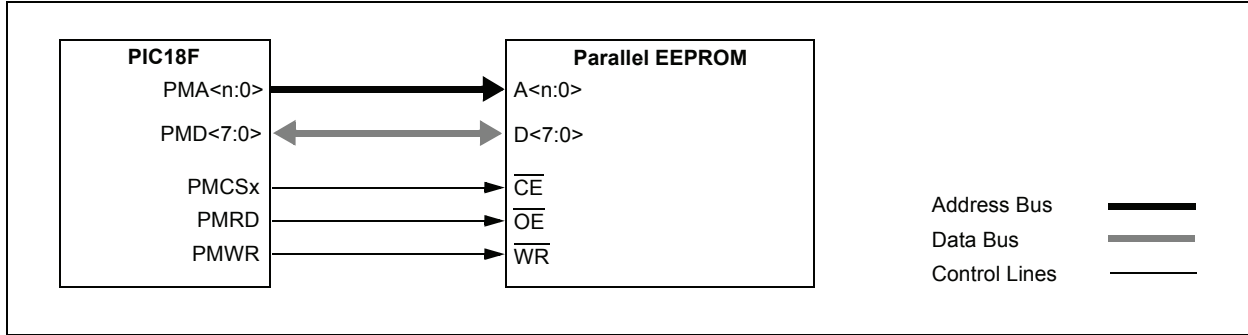 PIC18F
PMA<n:0>
PMD<7:0>
PMCSx
PMRD
PMWR
Parallel EEPROM
A<n:0>
D<7:0>
CE
OE
WR
Address Bus
Data Bus
Control Lines